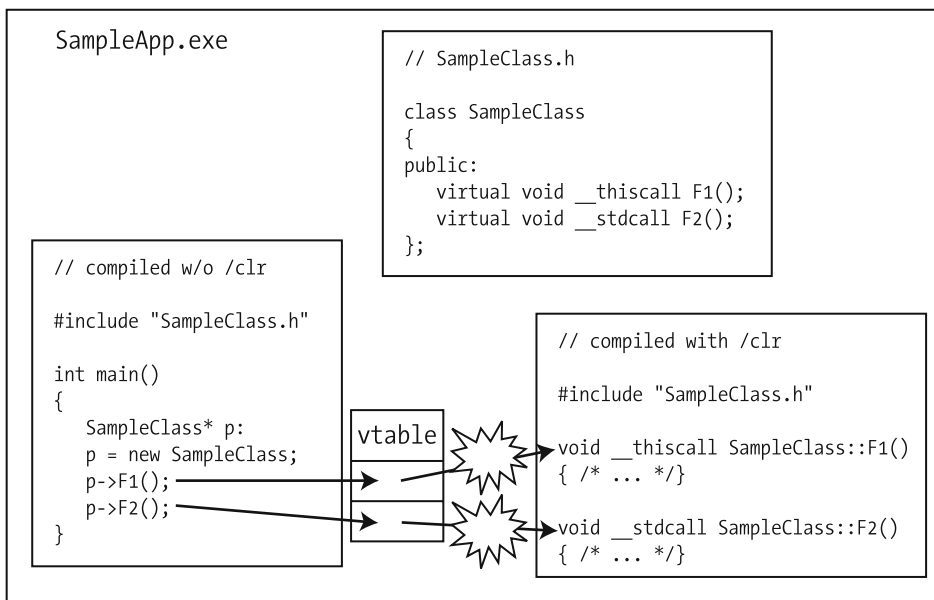 SampleApp.exe
// SampleClass.h
class SampleClass
{
public:
virtual void __thiscall F1();
virtual void __stdcall F2();
};
// compiled w/o /clr
#include "SampleClass.h"
int main()
{
SampleClass* p:
p = new SampleClass;
p->F1();
p->F2();
}
vtable
// compiled with /clr
#include "SampleClass.h"
void __thiscall SampleClass::F1()
{ /* ... */}
void __stdcall SampleClass::F2()
{ /* ... */}